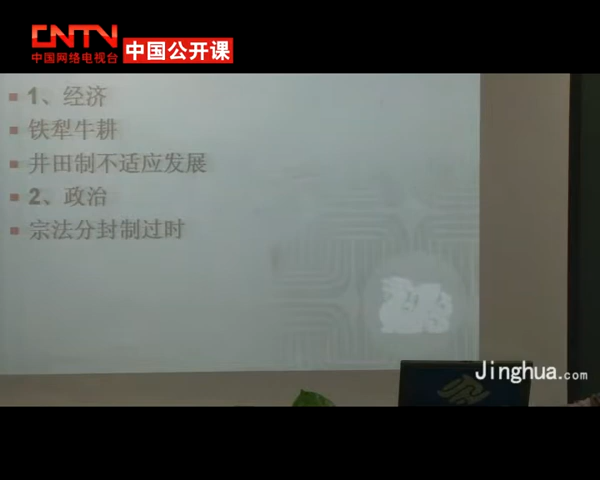 CNTV
中国网络电视台
中国公开课
1、经济
铁犁牛耕
井田制不适应发展
2、政治
宗法分封制过时
Jinghua.com